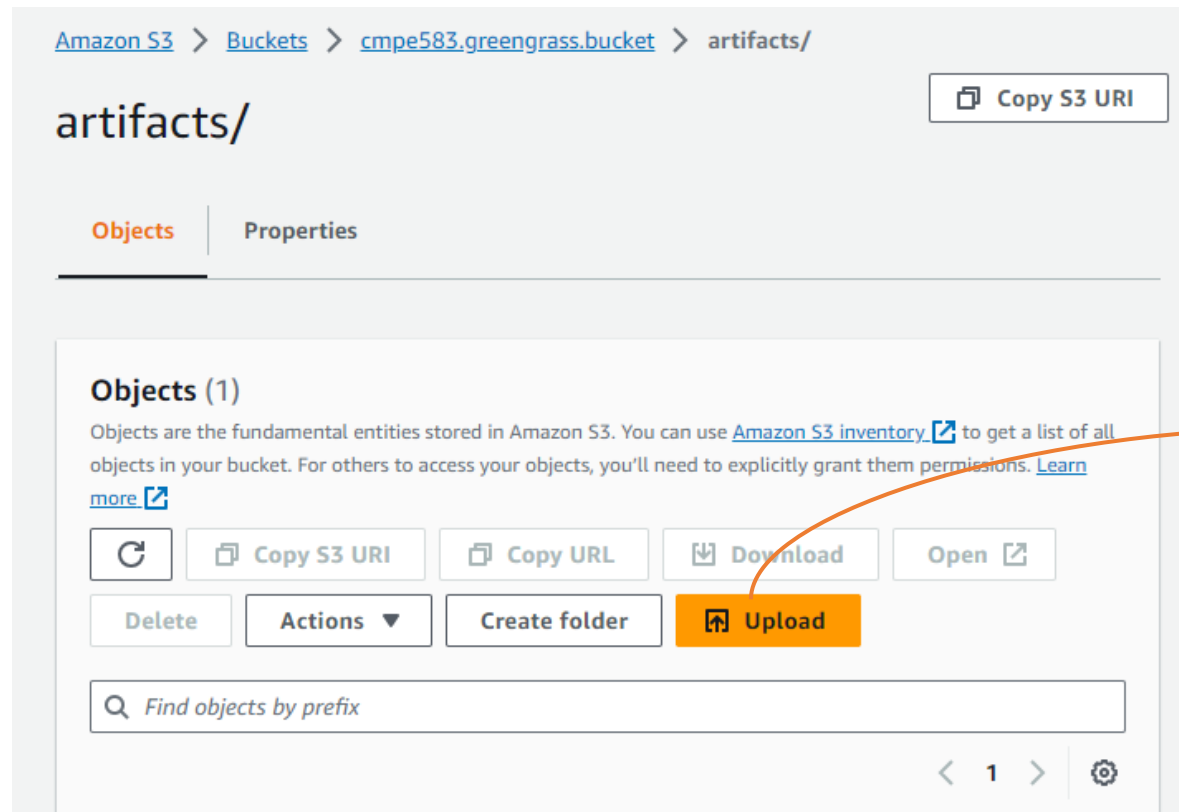 Amazon S3 > Buckets > cmpe583.greengrass.bucket > artifacts/
Copy S3 URI
artifacts/
Objects Properties
Objects (1)
Objects are the fundamental entities stored in Amazon S3. You can use Amazon S3 inventory to get a list of all
objects in your bucket. For others to access your objects, you'll need to explicitly grant them permissions. Learn
more
Copy S3 URI Copy URL Download Open
Delete Actions Create folder Upload
Find objects by prefix
< 1 >